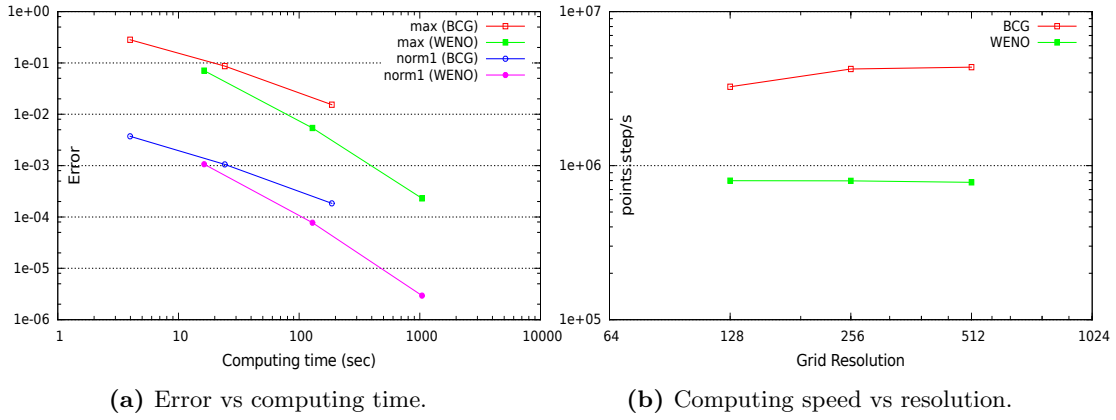 1e+00
1e-01
1e-02
1e-03
1e-04
1e-05
1e-06
Error
1
10
100
1000
10000
Computing time (sec)
max (BCG)
max (WENO)
norm1 (BCG)
norm1 (WENO)
(a) Error vs computing time.
1e+07
1e+06
1e+05
points.step/s
64
128
256
512
1024
Grid Resolution
BCG
WENO
(b) Computing speed vs resolution.